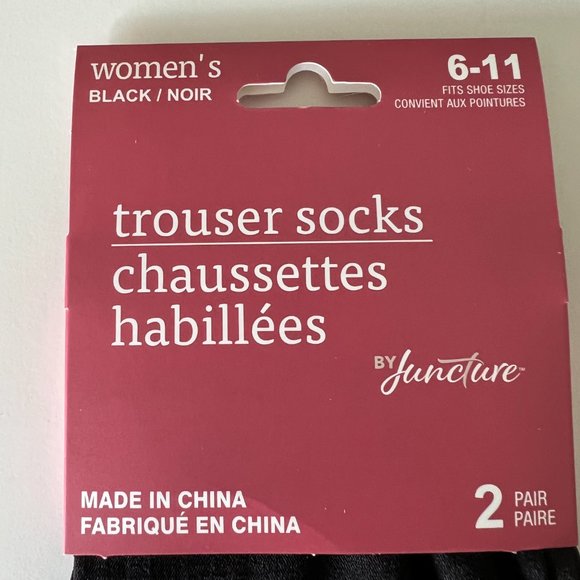 women's
BLACK / NOIR
6-11
FITS SHOE SIZES
CONVIENT AUX POINTURES
trouser socks
chaussettes
habillées
BY Juncture™
MADE IN CHINA
FABRIQUÉ EN CHINA
2 PAIR
PAIRE